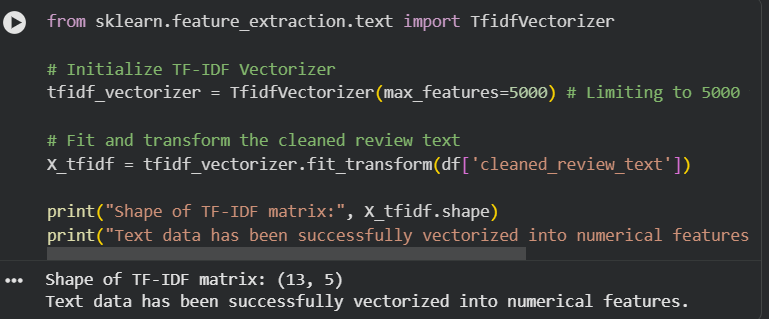 from sklearn.feature_extraction.text import TfidfVectorizer
# Initialize TF-IDF Vectorizer
tfidf_vectorizer = TfidfVectorizer(max_features=5000) # Limiting to 5000
# Fit and transform the cleaned review text
X_tfidf = tfidf_vectorizer.fit_transform(df['cleaned_review_text'])
print("Shape of TF-IDF matrix:", X_tfidf.shape)
print("Text data has been successfully vectorized into numerical features
Shape of TF-IDF matrix: (13, 5)
Text data has been successfully vectorized into numerical features.